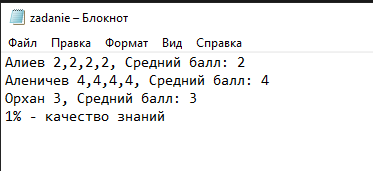 zadanie – Блокнот
Файл Правка Формат Вид Справка
Алиев 2,2,2,2, Средний балл: 2
Аленичев 4,4,4,4, Средний балл: 4
Орхан 3, Средний балл: 3
1% - качество знаний